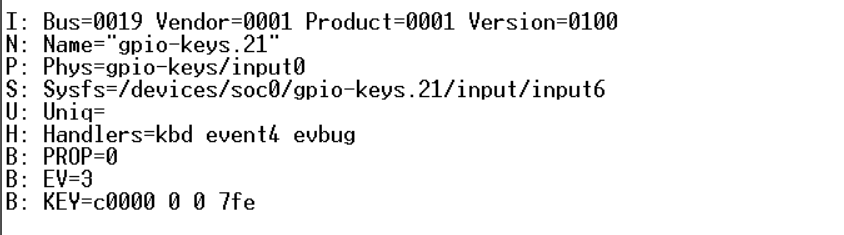 I: Bus=0019 Vendor=0001 Product=0001 Version=0100
N: Name="gpio-keys.21"
P: Phys=gpio-keys/input0
S: Sysfs=/devices/soc0/gpio-keys.21/input/input6
U: Uniq=
H: Handlers=kbd event4 evbug
B: PROP=0
B: EV=3
B: KEY=c0000 0 0 7fe